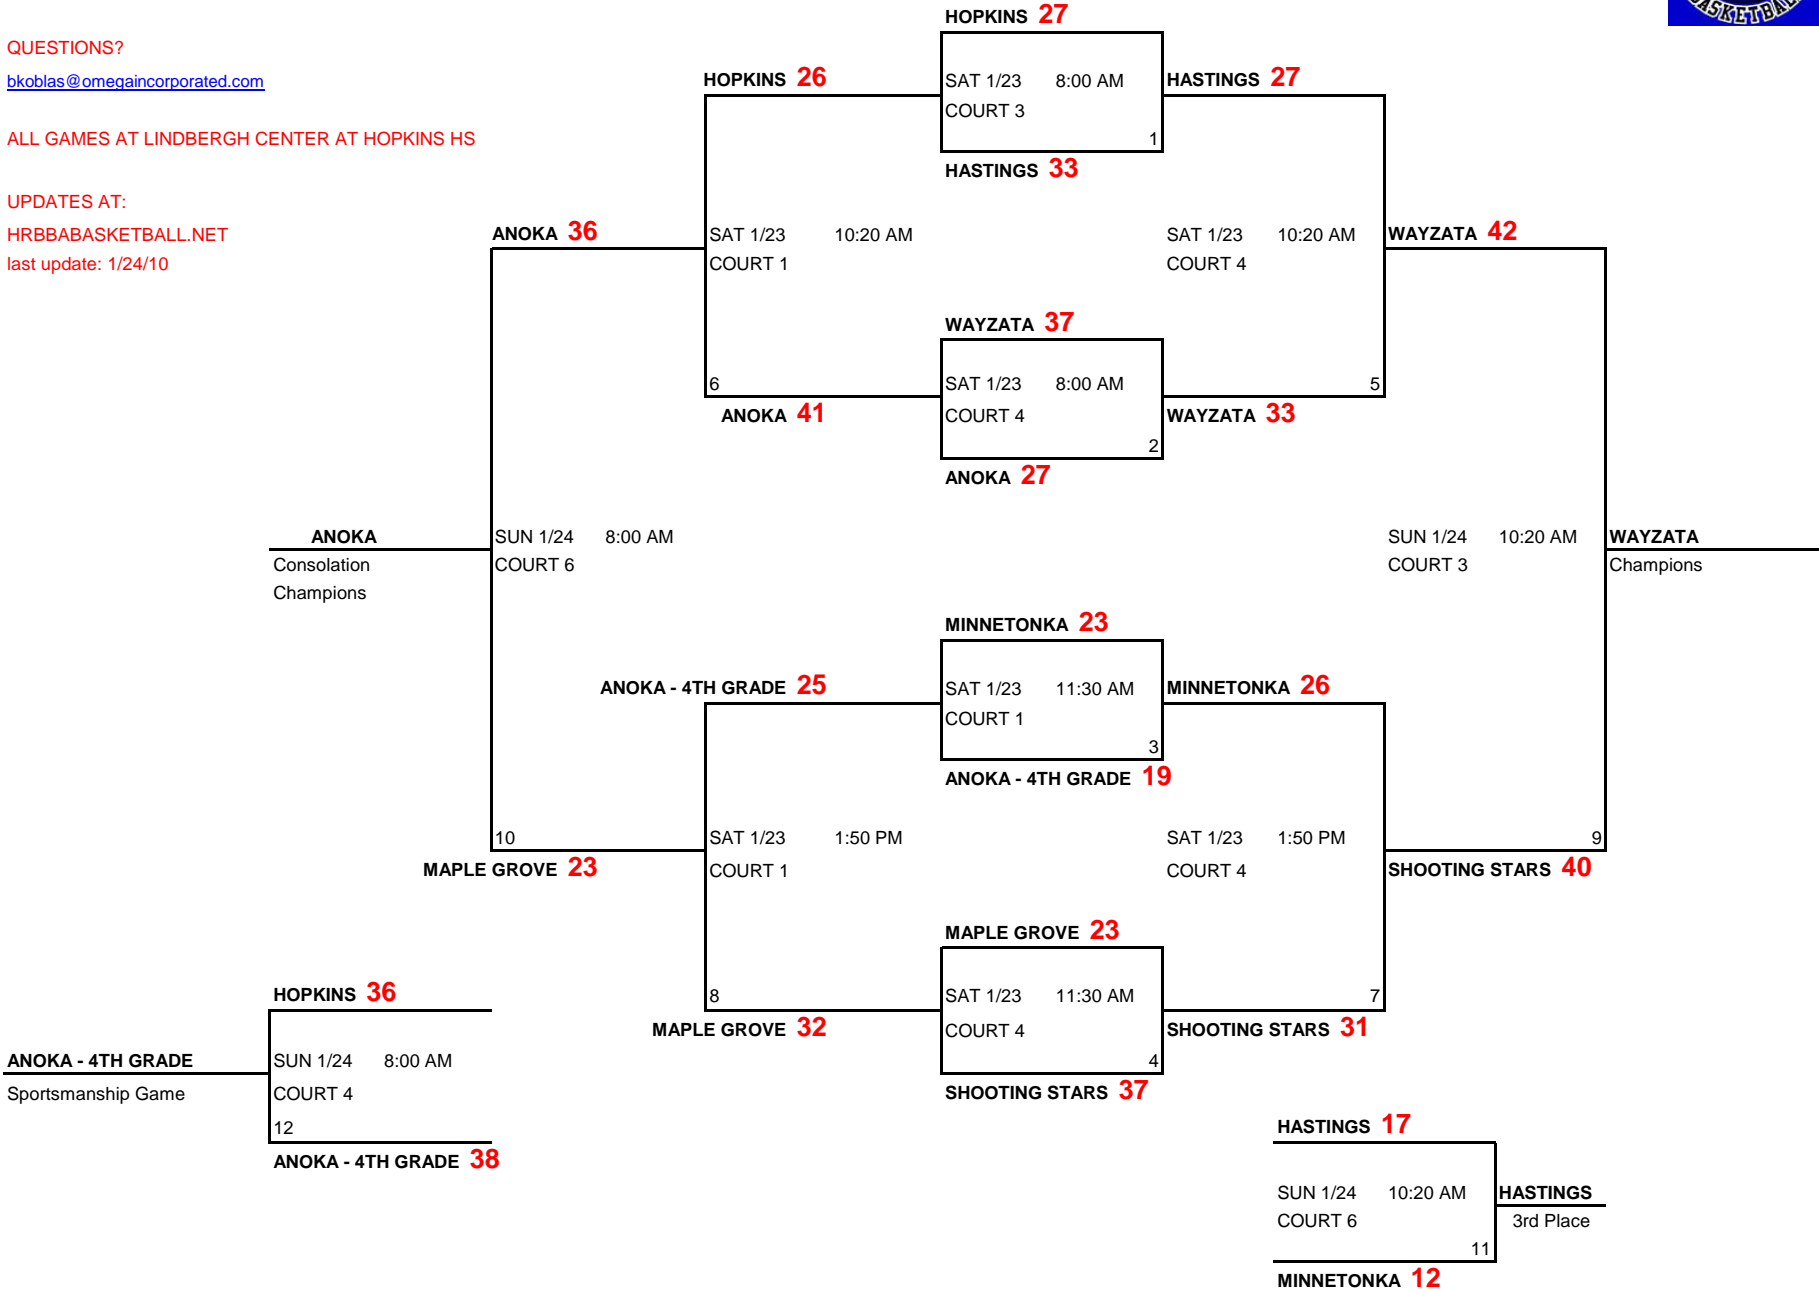 BASKETBALL
HOPKINS 27
QUESTIONS?
bkoblas@omegaincorporated.com
HOPKINS 26
SAT 1/23 8:00 AM
HASTINGS 27
COURT 3
ALL GAMES AT LINDBERGH CENTER AT HOPKINS HS
1
HASTINGS 33
UPDATES AT:
HRBBABASKETBALL.NET
ANOKA 36
SAT 1/23 10:20 AM
SAT 1/23 10:20 AM
WAYZATA 42
last update: 1/24/10
COURT 1
COURT 4
WAYZATA 37
6
SAT 1/23 8:00 AM
5
ANOKA 41
COURT 4
WAYZATA 33
2
ANOKA 27
ANOKA
SUN 1/24 8:00 AM
SUN 1/24 10:20 AM
WAYZATA
Consolation
COURT 6
COURT 3
Champions
Champions
MINNETONKA 23
ANOKA - 4TH GRADE 25
SAT 1/23 11:30 AM
MINNETONKA 26
COURT 1
3
ANOKA - 4TH GRADE 19
10
SAT 1/23 1:50 PM
SAT 1/23 1:50 PM
9
MAPLE GROVE 23
COURT 1
COURT 4
SHOOTING STARS 40
MAPLE GROVE 23
HOPKINS 36
8
SAT 1/23 11:30 AM
7
MAPLE GROVE 32
COURT 4
SHOOTING STARS 31
ANOKA - 4TH GRADE
SUN 1/24 8:00 AM
4
Sportsmanship Game
COURT 4
SHOOTING STARS 37
12
HASTINGS 17
ANOKA - 4TH GRADE 38
SUN 1/24 10:20 AM
HASTINGS
COURT 6
3rd Place
11
MINNETONKA 12